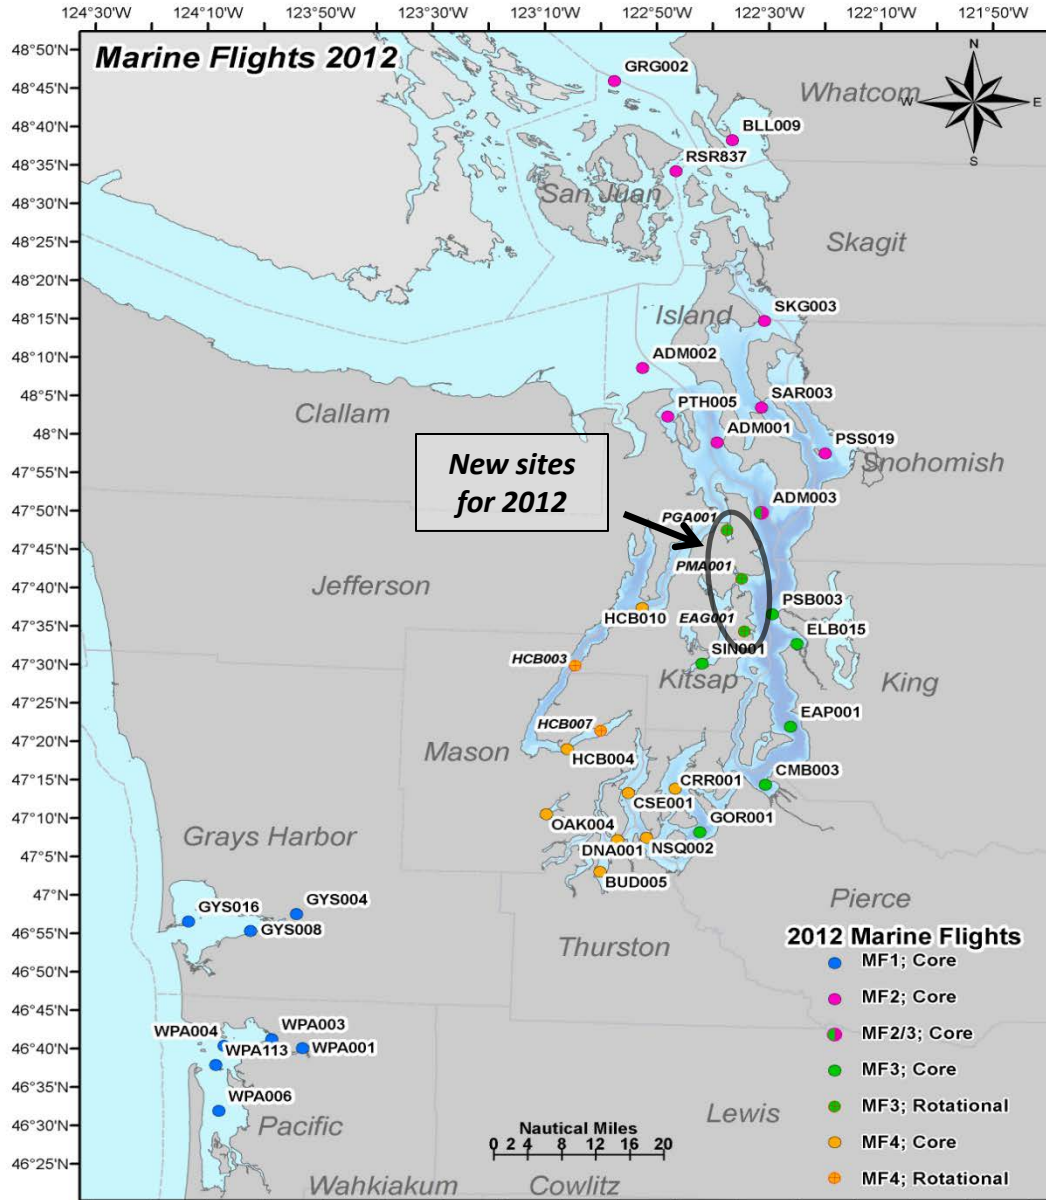 124°30'W 124°10'W 123°50'W 123°30'W 123°10'W 122°50'W 122°30'W 122°10'W 121°50'W
Marine Flights 2012
48°50'N
48°45'N
48°40'N
48°35'N
48°30'N
48°25'N
48°20'N
48°15'N
48°10'N
48°5'N
48°N
47°55'N
47°50'N
47°45'N
47°40'N
47°35'N
47°30'N
47°25'N
47°20'N
47°15'N
47°10'N
47°5'N
47°N
46°55'N
46°50'N
46°45'N
46°40'N
46°35'N
46°30'N
46°25'N
N
W
E
S
GRG002
Whatcom
BLL009
RSR837
San Juan
Skagit
SKG003
Island
ADM002
SAR003
Clallam
PTH005
ADM001
PSS019
Snohomish
New sites
for 2012
ADM003
PGA001
PMA001
Jefferson
PSB003
HCB010
EAG001
ELB015
SIN001
HCB003
Kitsap
King
EAP001
HCB007
Mason
HCB004
CMB003
CRR001
CSE001
OAK004
GOR001
DNA001
NSQ002
BUD005
Grays Harbor
Pierce
GYS016
GYS004
GYS008
Thurston
WPA004
WPA003
WPA113
WPA001
WPA006
Pacific
Lewis
Wahkiakum
Cowlitz
Nautical Miles
0 2 4 8 12 16 20
2012 Marine Flights
MF1; Core
MF2; Core
MF2/3; Core
MF3; Core
MF3; Rotational
MF4; Core
MF4; Rotational